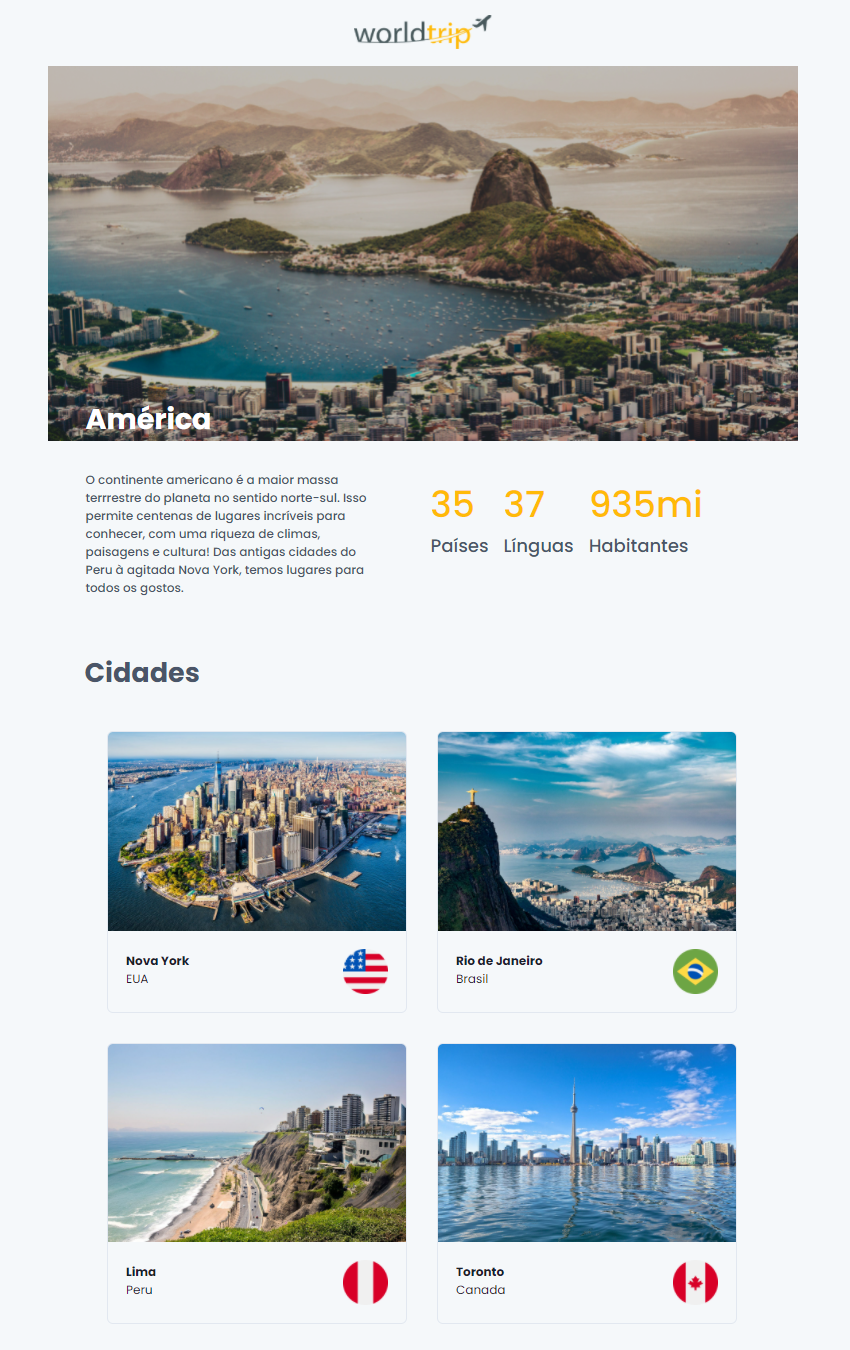 worldtrip
América
O continente americano é a maior massa
terrrestre do planeta no sentido norte-sul. Isso
permite centenas de lugares incríveis para
conhecer, com uma riqueza de climas,
paisagens e cultura! Das antigas cidades do
Peru à agitada Nova York, temos lugares para
todos os gostos.
35 37 935mi
Países Línguas Habitantes
Cidades
Nova York
EUA
Rio de Janeiro
Brasil
Lima
Peru
Toronto
Canada